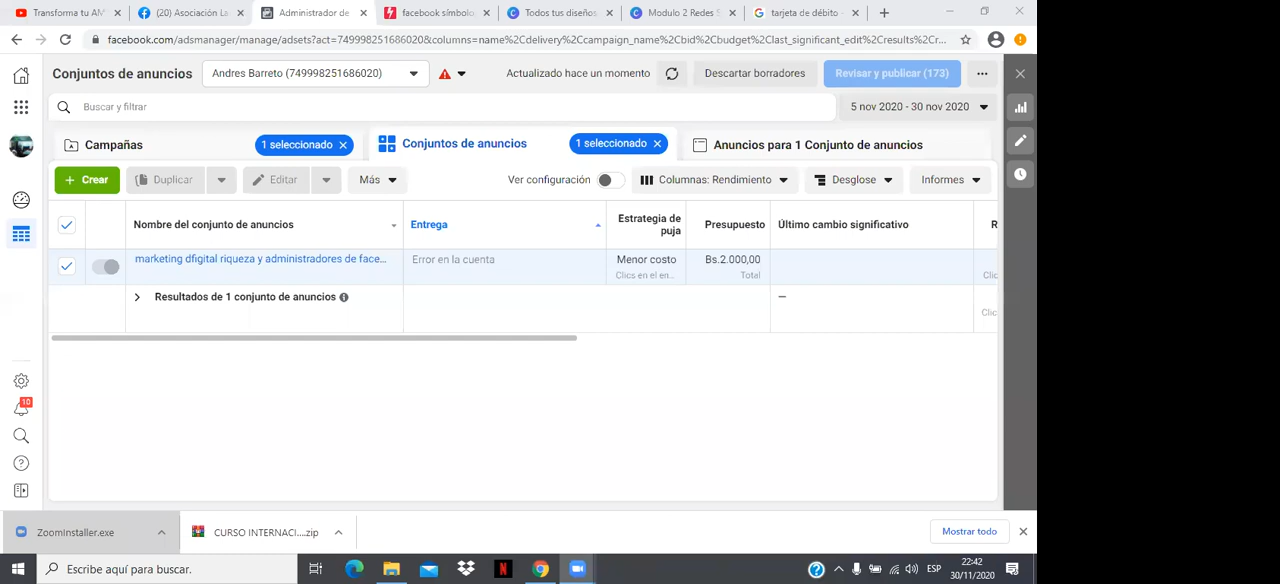 Transforma tu AM
(20) Asociación La
Administrador de
facebook símbolo
Todos tus diseños
Modulo 2 Redes S
tarjeta de débito -
facebook.com/adsmanager/manage/adsets?act=749998251686020&columns=name%2Cdelivery%2Ccampaign_name%2Cbid%2Cbudget%2Clast_significant_edit%2Cresults%2Cr...
Conjuntos de anuncios
Andres Barreto (749998251686020)
Actualizado hace un momento
Descartar borradores
Revisar y publicar (173)
Buscar y filtrar
5 nov 2020 - 30 nov 2020
Campañas
1 seleccionado
Conjuntos de anuncios
1 seleccionado
Anuncios para 1 Conjunto de anuncios
+ Crear
Duplicar
Editar
Más
Ver configuración
Columnas: Rendimiento
Desglose
Informes
Nombre del conjunto de anuncios
Entrega
Estrategia de
puja
Presupuesto
Último cambio significativo
R
marketing dfigital riqueza y administradores de face...
Error en la cuenta
Menor costo
Clics en el en...
Bs.2.000,00
Total
Clic
Resultados de 1 conjunto de anuncios
—
Clic
10
ZoomInstaller.exe
CURSO INTERNACI....zip
Mostrar todo
Escribe aquí para buscar.
ESP
22:42
30/11/2020